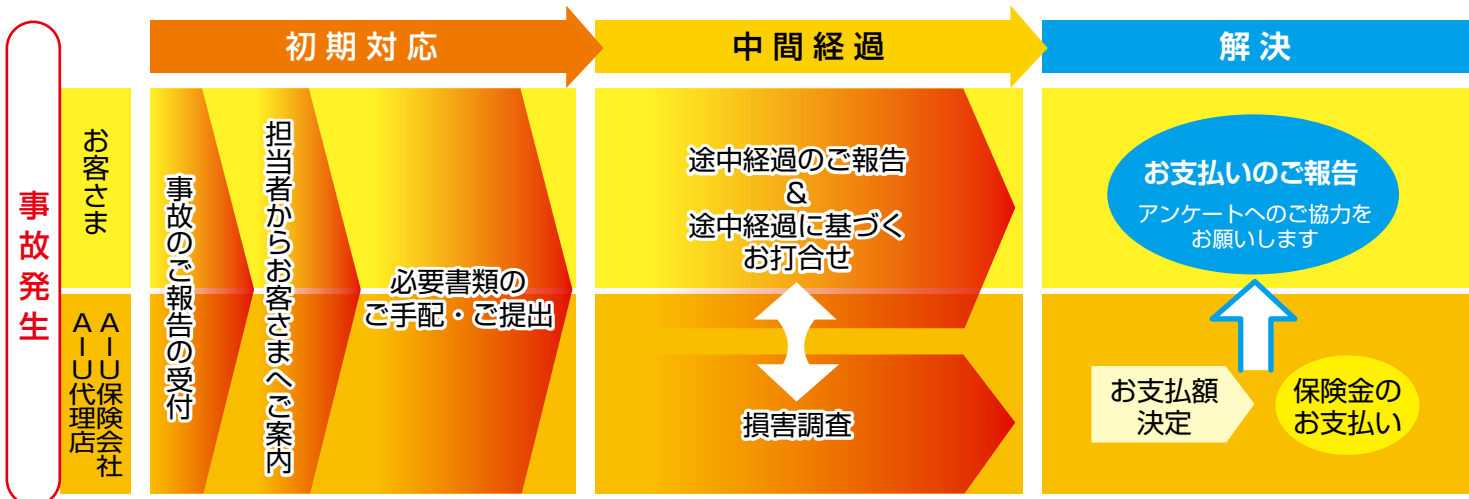 事故発生
初期対応
中間経過
解決
お客さま
AIU保険会社
AIU代理店
事故のご報告の受付
担当者からお客さまへご案内
必要書類の
ご手配・ご提出
途中経過のご報告
&
途中経過に基づく
お打合せ
損害調査
お支払いのご報告
アンケートへのご協力を
お願いします
お支払額
決定
保険金の
お支払い